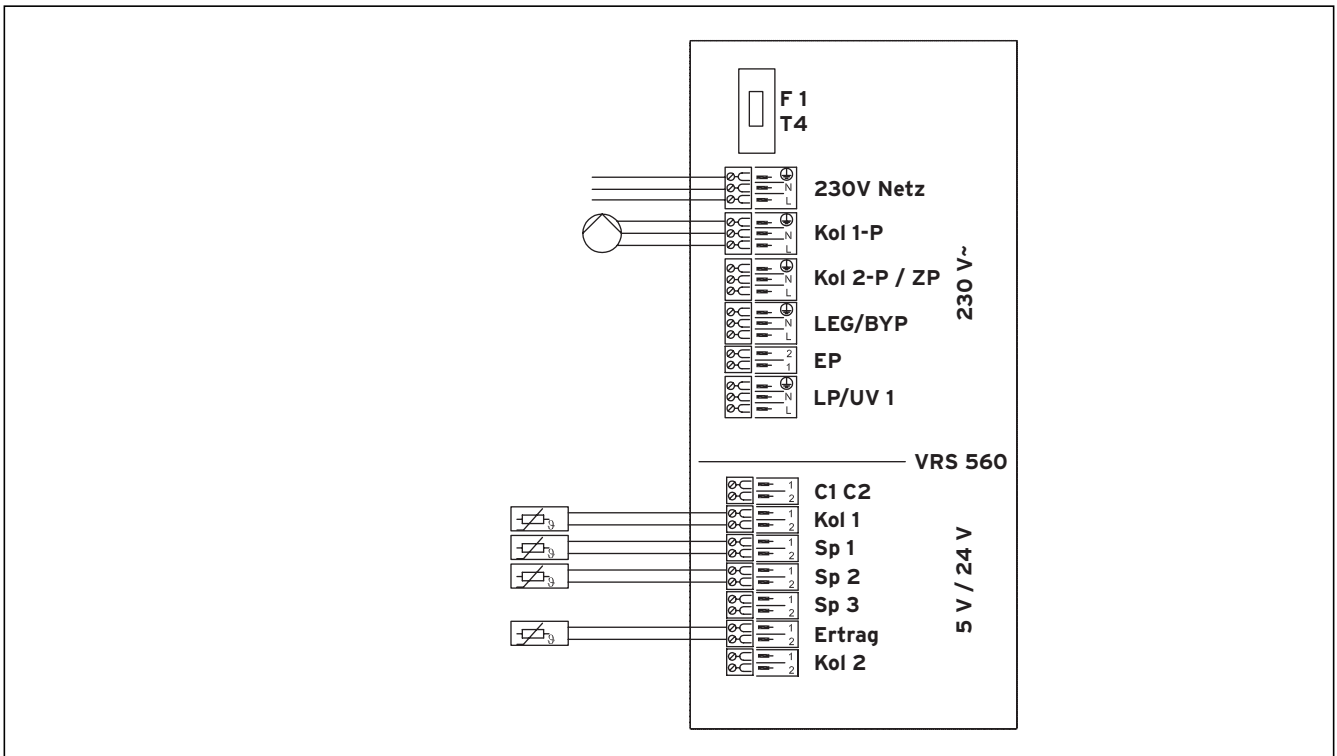 F 1
T4
230V Netz
N
L
Kol 1-P
N
L
Kol 2-P / ZP
N
L
LEG/BYP
N
L
EP
2
1
LP/UV 1
N
L
230 V~
VRS 560
C1 C2
1
2
Kol 1
1
2
ϑ
Sp 1
1
2
ϑ
Sp 2
1
2
ϑ
Sp 3
1
2
Ertrag
1
2
ϑ
Kol 2
1
2
5 V / 24 V